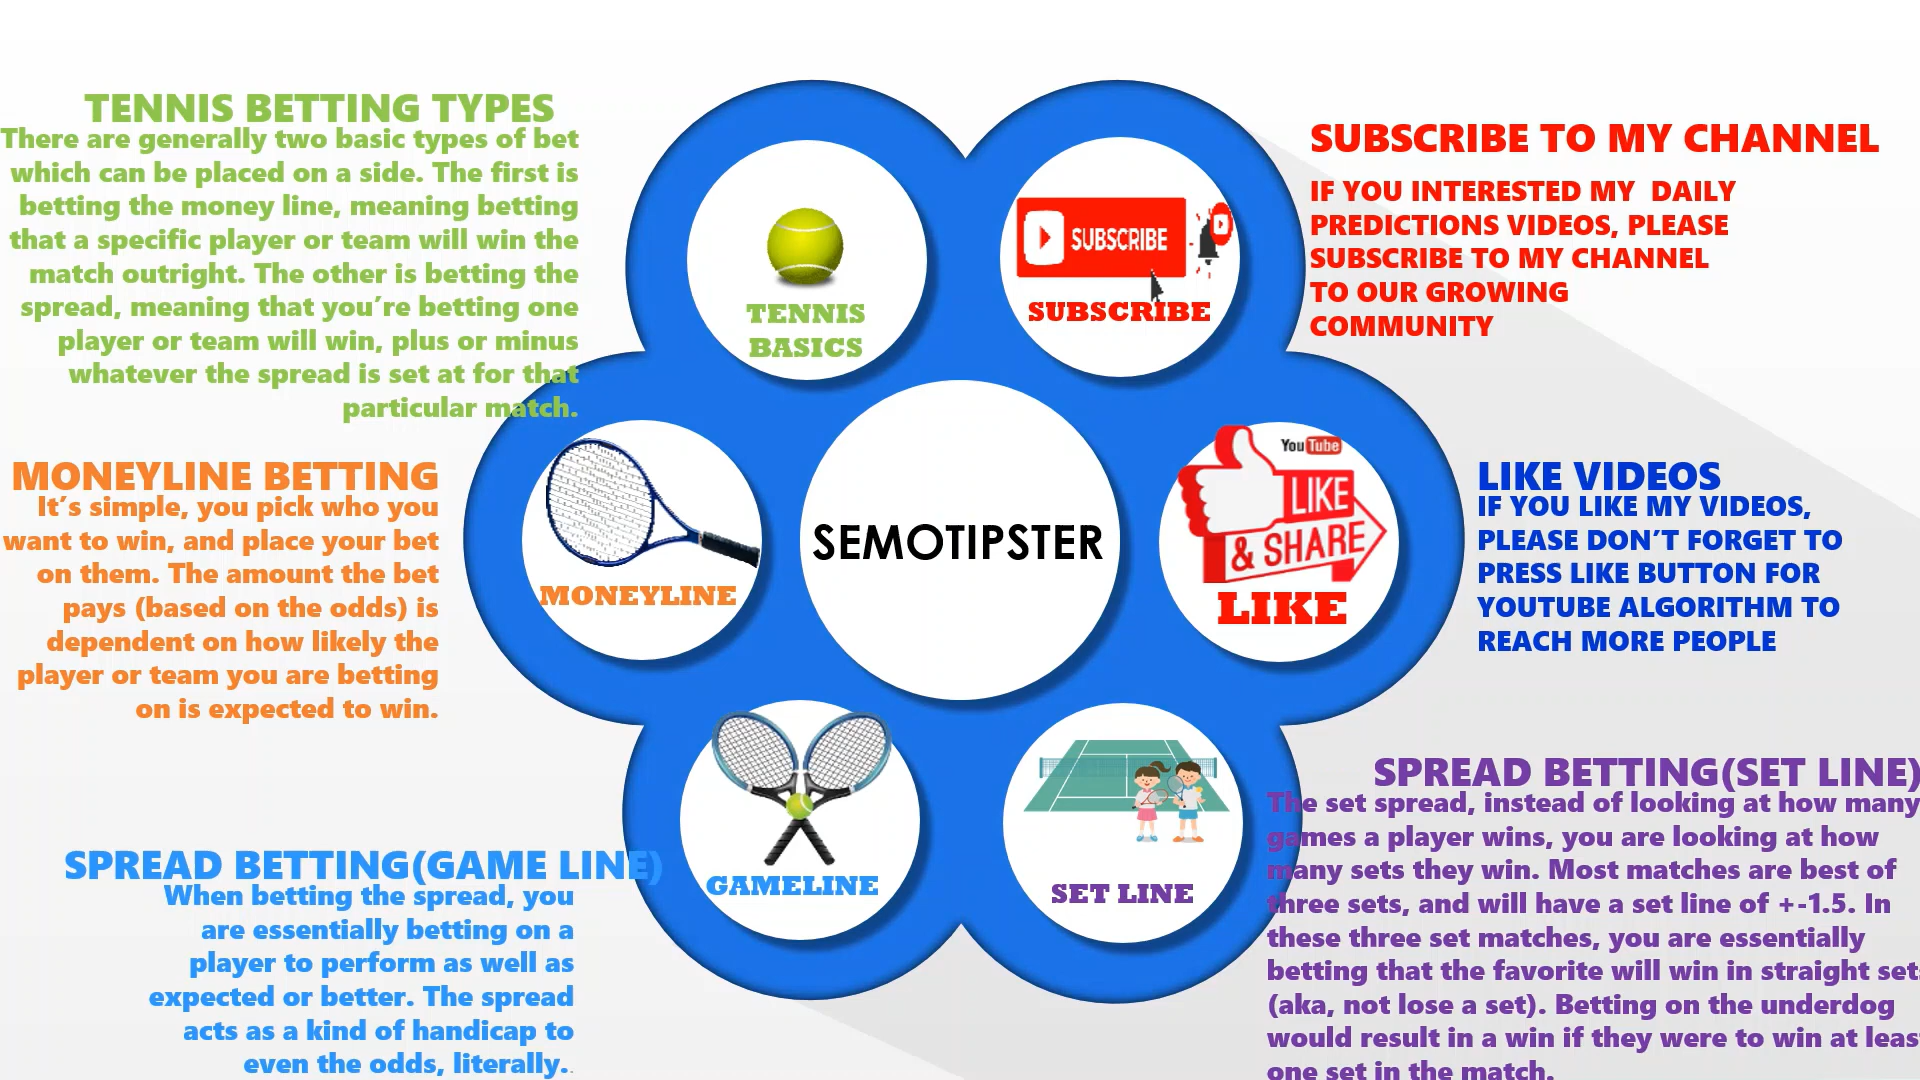 TENNIS BETTING TYPES
There are generally two basic types of bet
which can be placed on a side. The first is
betting the money line, meaning betting
that a specific player or team will win the
match outright. The other is betting the
spread, meaning that you’re betting one
player or team will win, plus or minus
whatever the spread is set at for that
particular match.
MONEYLINE BETTING
It’s simple, you pick who you
want to win, and place your bet
on them. The amount the bet
pays (based on the odds) is
dependent on how likely the
player or team you are betting
on is expected to win.
SPREAD BETTING(GAME LINE)
When betting the spread, you
are essentially betting on a
player to perform as well as
expected or better. The spread
acts as a kind of handicap to
even the odds, literally..
TENNIS
BASICS
SUBSCRIBE
SUBSCRIBE
MONEYLINE
SEMOTIPSTER
YouTube
LIKE
& SHARE
LIKE
GAMELINE
SET LINE
SUBSCRIBE TO MY CHANNEL
IF YOU INTERESTED MY DAILY
PREDICTIONS VIDEOS, PLEASE
SUBSCRIBE TO MY CHANNEL
TO OUR GROWING
COMMUNITY
LIKE VIDEOS
IF YOU LIKE MY VIDEOS,
PLEASE DON’T FORGET TO
PRESS LIKE BUTTON FOR
YOUTUBE ALGORITHM TO
REACH MORE PEOPLE
SPREAD BETTING(SET LINE)
The set spread, instead of looking at how many
games a player wins, you are looking at how
many sets they win. Most matches are best of
three sets, and will have a set line of +-1.5. In
these three set matches, you are essentially
betting that the favorite will win in straight sets
(aka, not lose a set). Betting on the underdog
would result in a win if they were to win at least
one set in the match.